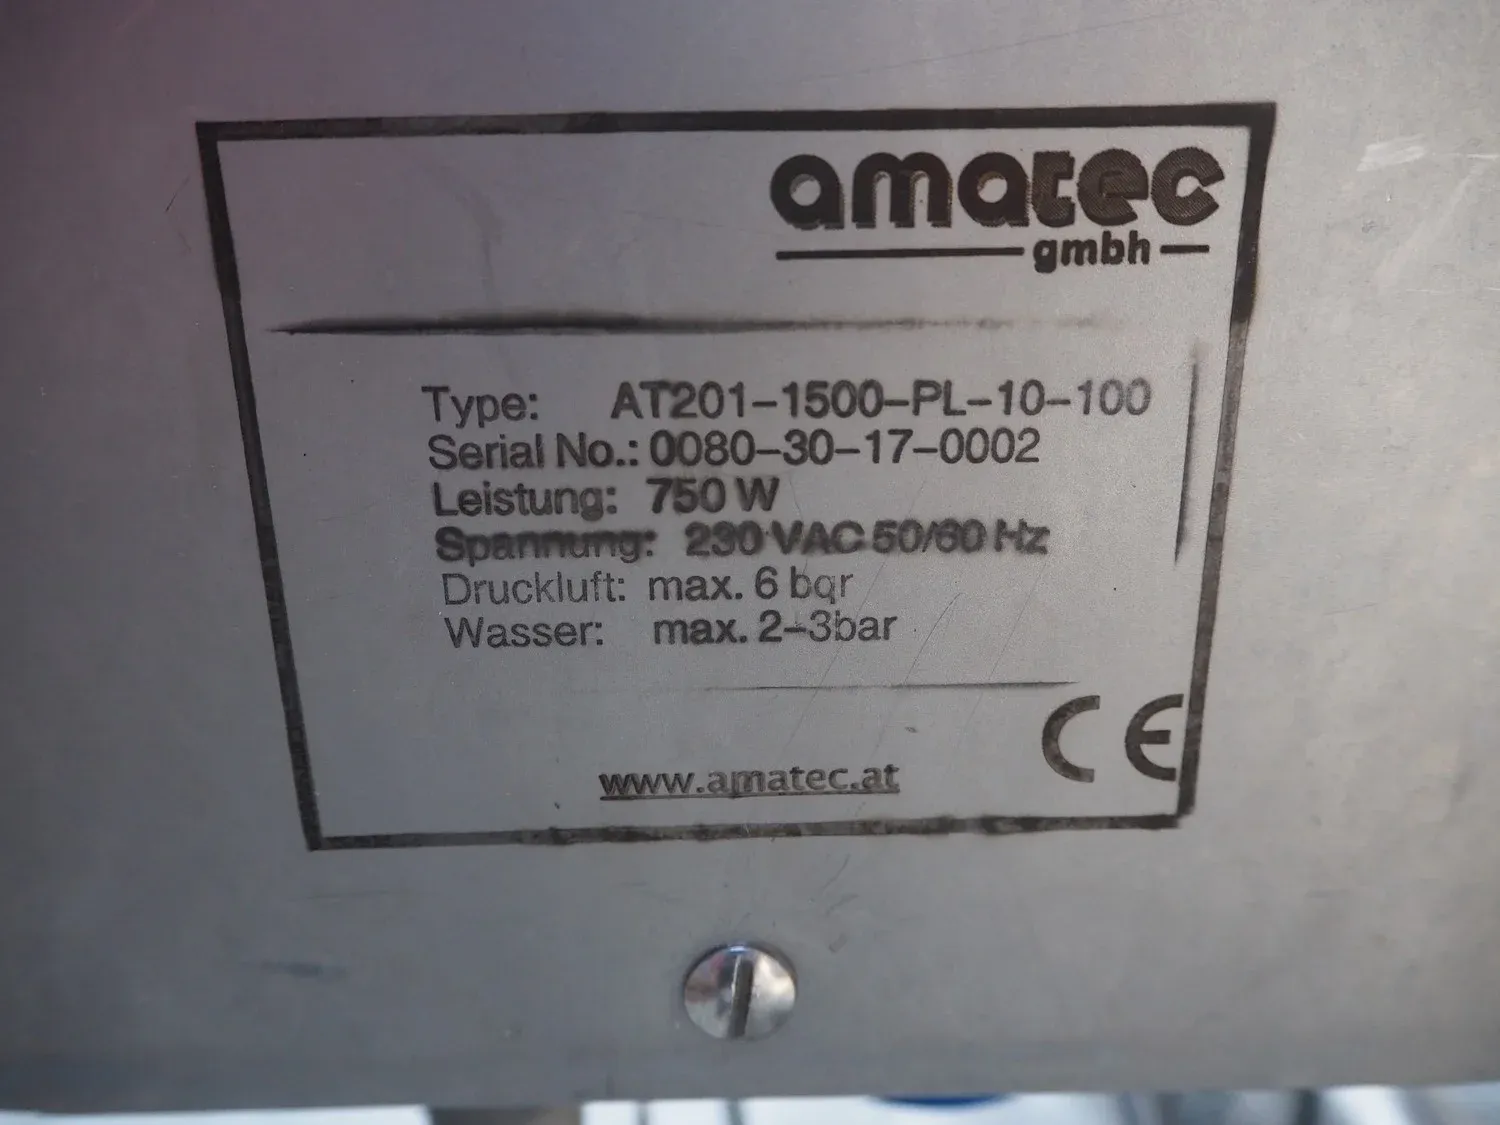 amatec
gmbh
Type: AT201-1500-PL-10-100
Serial No.: 0080-30-17-0002
Leistung: 750 W
Spannung: 230 VAC 50/60 Hz
Druckluft: max. 6 bar
Wasser: max. 2-3bar
CE
www.amatec.at